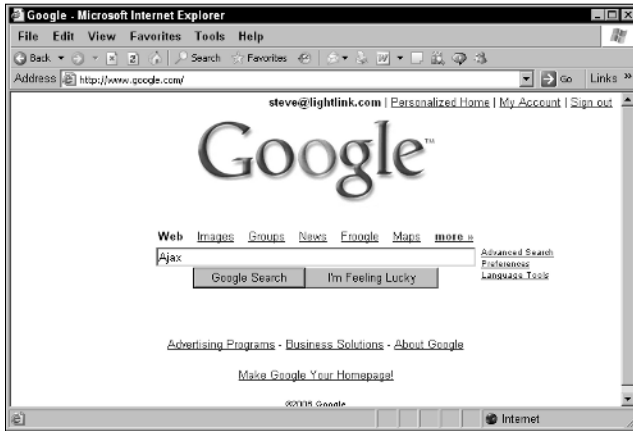 Google - Microsoft Internet Explorer
File Edit View Favorites Tools Help
Back Search Favorites
Address http://www.google.com/ Go Links »
steve@lightlink.com | Personalized Home | My Account | Sign out
Google™
Web Images Groups News Froogle Maps more »
Ajax
Advanced Search
Preferences
Language Tools
Google Search I'm Feeling Lucky
Advertising Programs - Business Solutions - About Google
Make Google Your Homepage!
©2005 Google
Internet